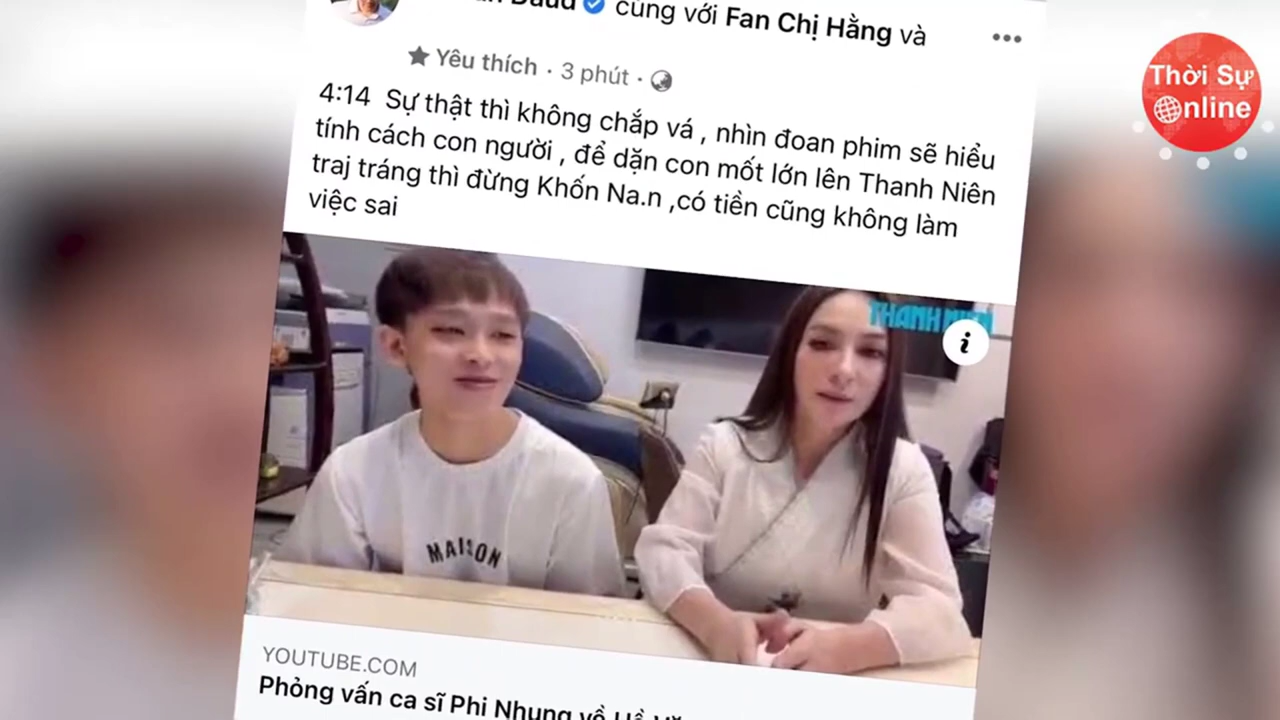 cùng với Fan Chị Hằng và
Yêu thích · 3 phút ·
4:14 Sự thật thì không chắp vá , nhìn đoan phim sẽ hiểu
tính cách con người , để dặn con mốt lớn lên Thanh Niên
traj tráng thì đừng Khốn Na.n ,có tiền cũng không làm
việc sai
THANH NIÊN
MAISON
YOUTUBE.COM
Phỏng vấn ca sĩ Phi Nhung về
Thời Sự
Online